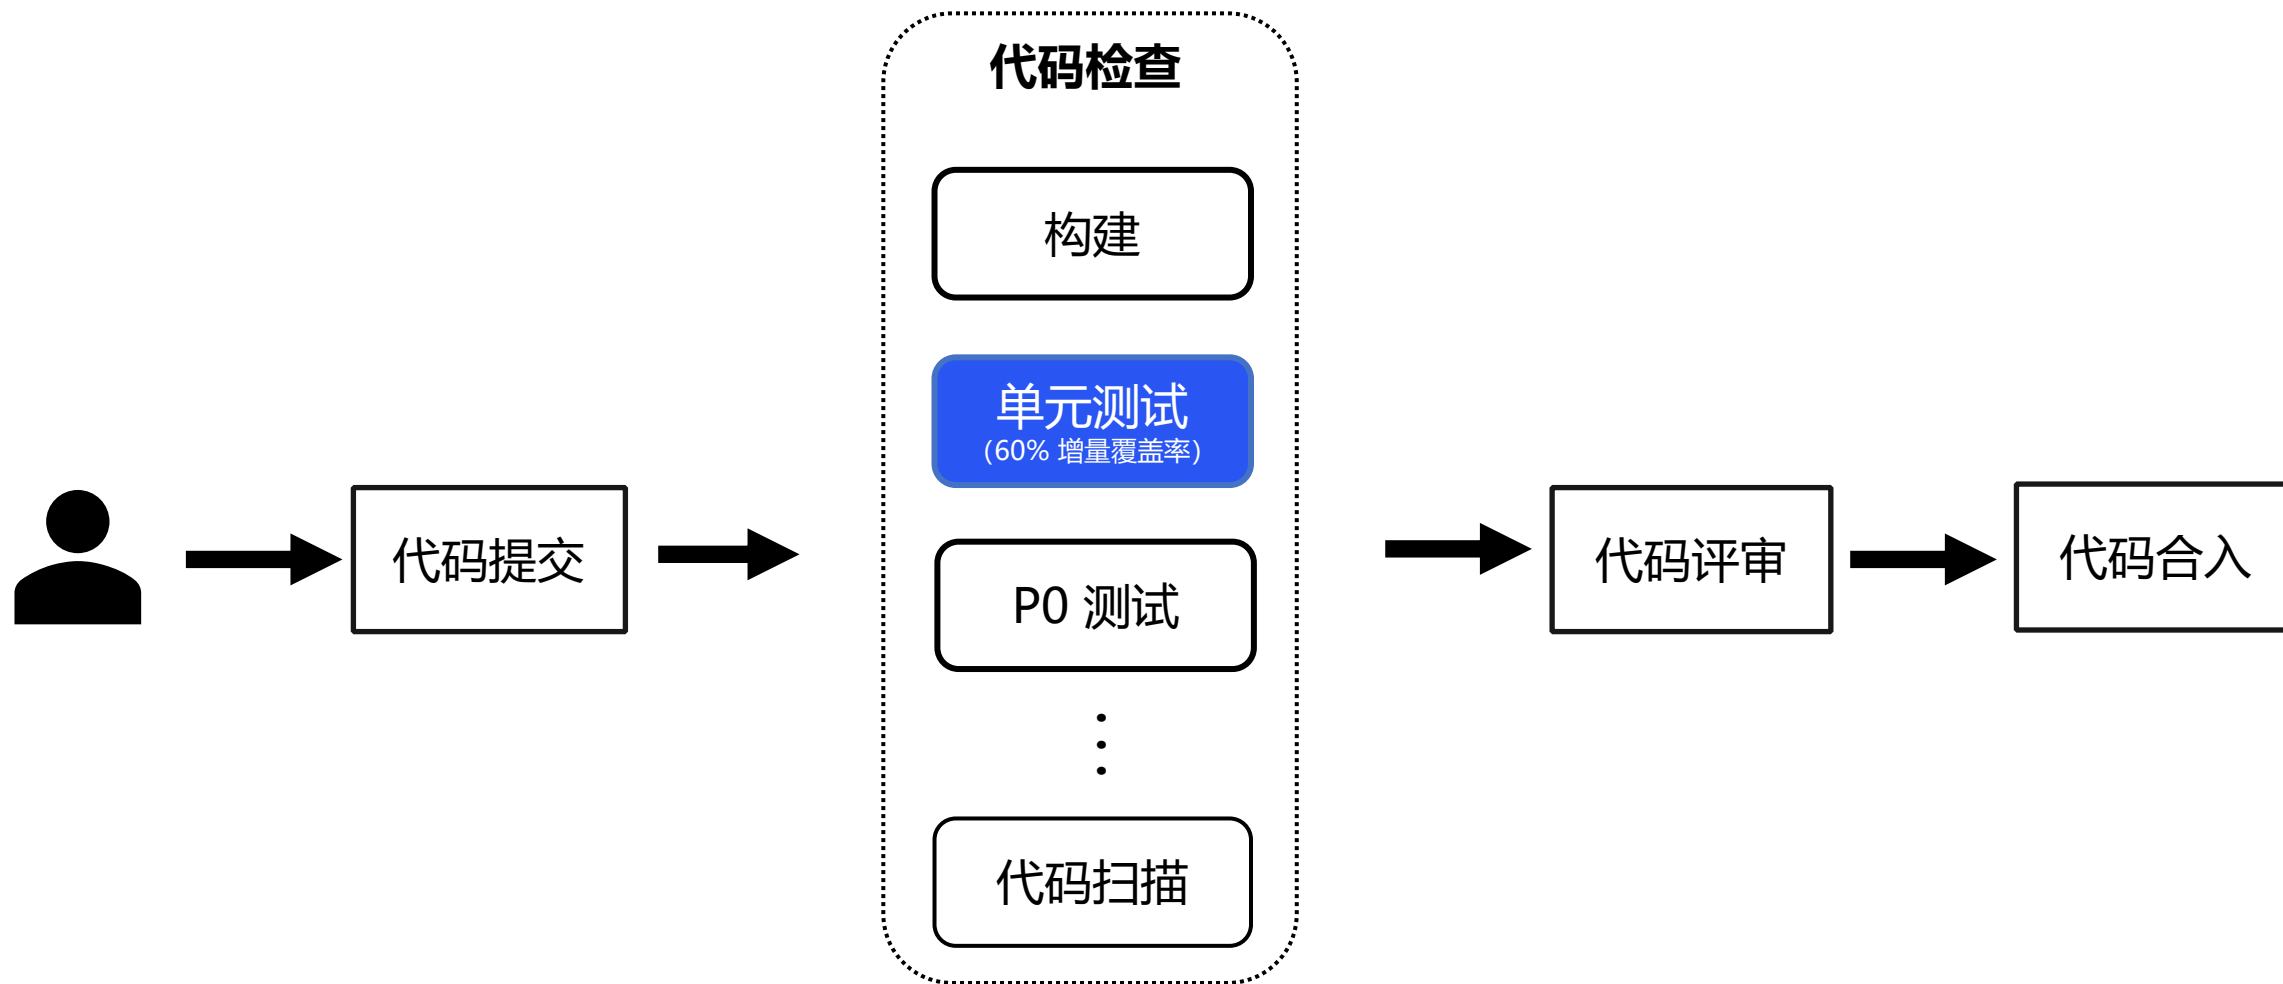 代码检查
构建
单元测试
(60% 增量覆盖率)
代码提交
P0 测试
代码评审
代码合入
代码扫描